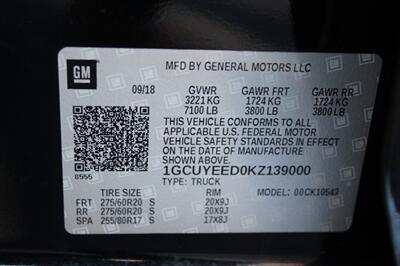 GM
MFD BY GENERAL MOTORS LLC
09/18 GVWR GAWR FRT GAWR RR
3221 KG 1724 KG 1724 KG
7100 LB 3800 LB 3800 LB
THIS VEHICLE CONFORMS TO ALL
APPLICABLE U.S. FEDERAL MOTOR
VEHICLE SAFETY STANDARDS IN EFFECT
ON THE DATE OF MANUFACTURE
SHOWN ABOVE.
8555 1GCUYEED0KZ139000
TYPE: TRUCK MODEL: 00CK10543
TIRE SIZE RIM
FRT 275/60R20 S 20X9J
RR 275/60R20 S 20X9J
SPA 255/80R17 S 17X8J